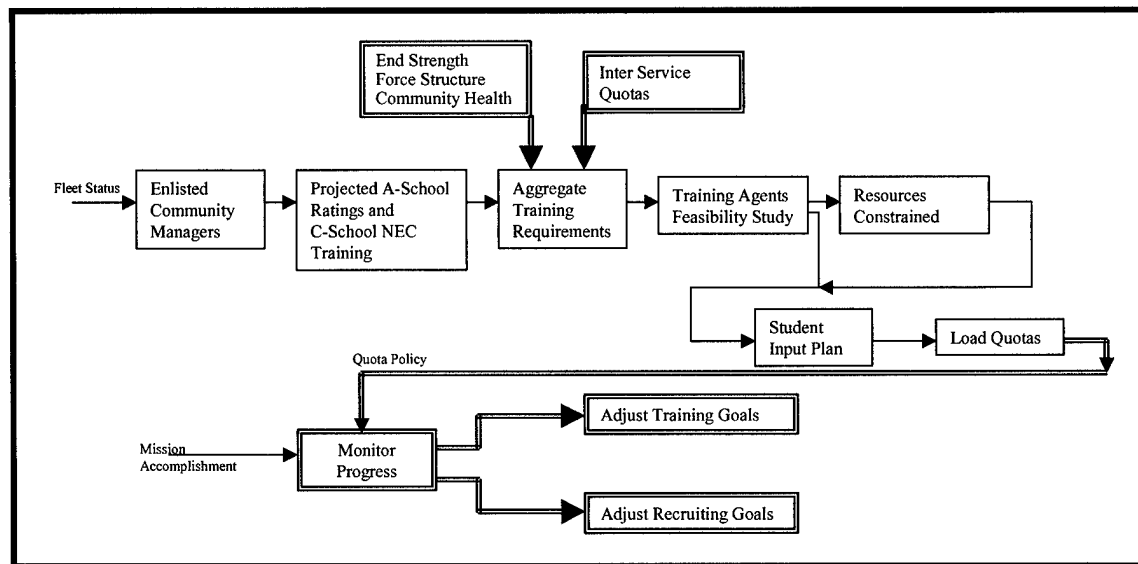 End Strength
Force Structure
Community Health
Inter Service
Quotas
Fleet Status
Enlisted
Community
Managers
Projected A-School
Ratings and
C-School NEC
Training
Aggregate
Training
Requirements
Training Agents
Feasibility Study
Resources
Constrained
Student
Input Plan
Load Quotas
Quota Policy
Adjust Training Goals
Mission
Accomplishment
Monitor
Progress
Adjust Recruiting Goals